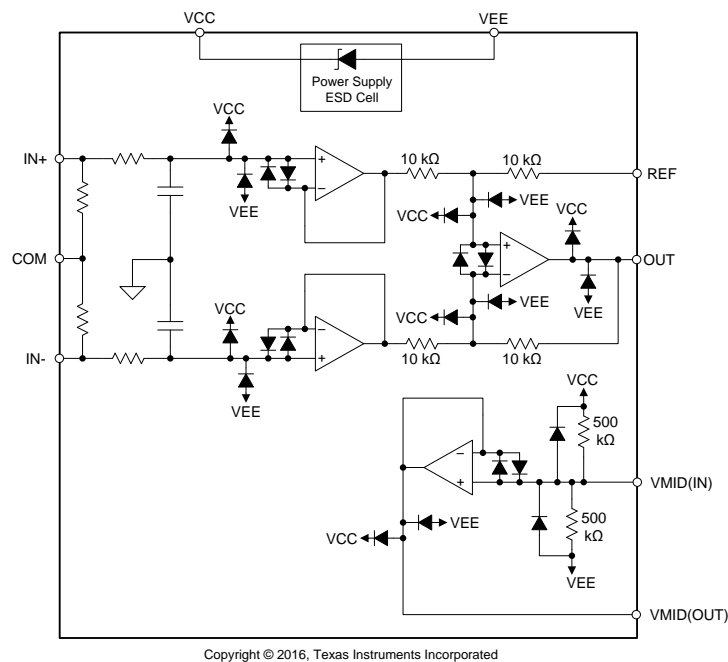 VCC
VEE
Power Supply
ESD Cell
VCC
IN+
10 kΩ
10 kΩ
REF
VEE
VEE
VCC
VCC
COM
OUT
VCC
VEE
VEE
VCC
IN-
10 kΩ
10 kΩ
VEE
VCC
500
kΩ
VMID(IN)
500
kΩ
VEE
VCC
VEE
VMID(OUT)
Copyright © 2016, Texas Instruments Incorporated